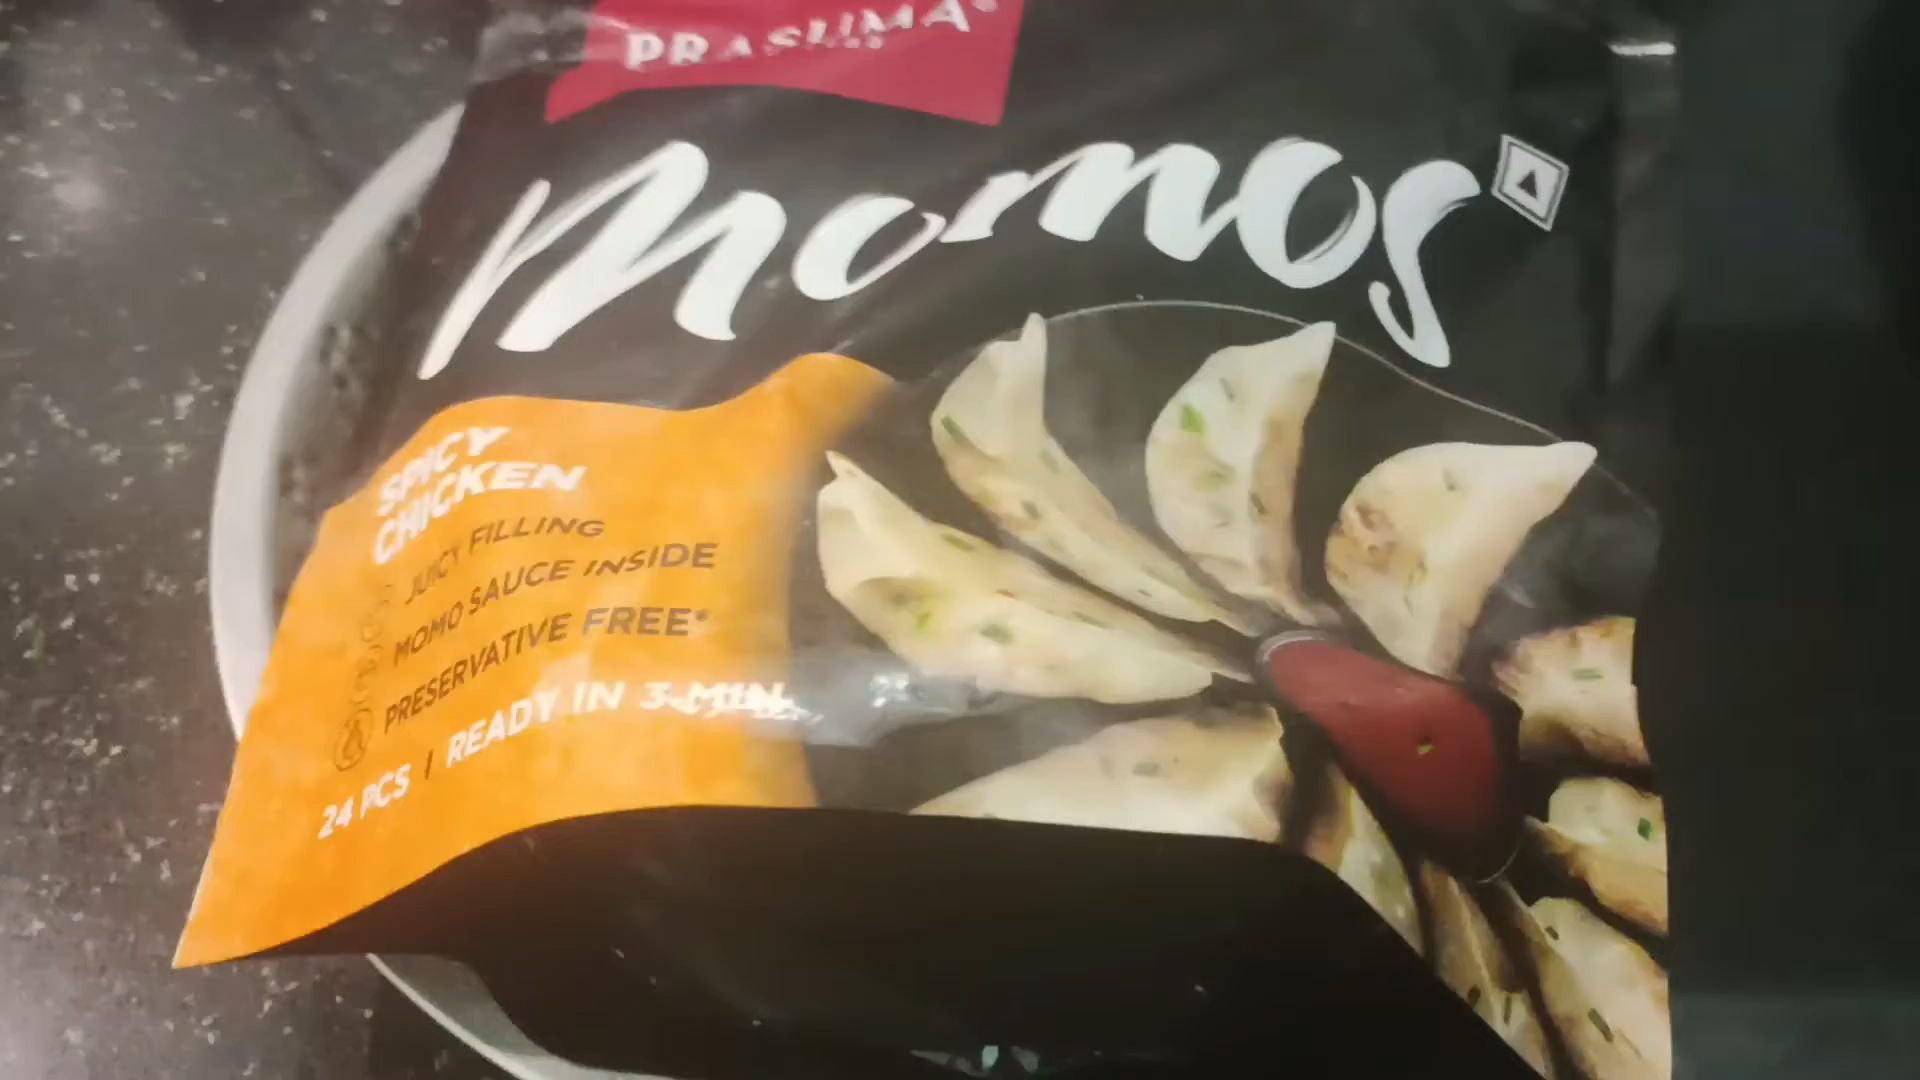 PRASUMA®
Momos
SPICY
CHICKEN
JUICY FILLING
MOMO SAUCE INSIDE
PRESERVATIVE FREE*
24 PCS | READY IN 3 MIN